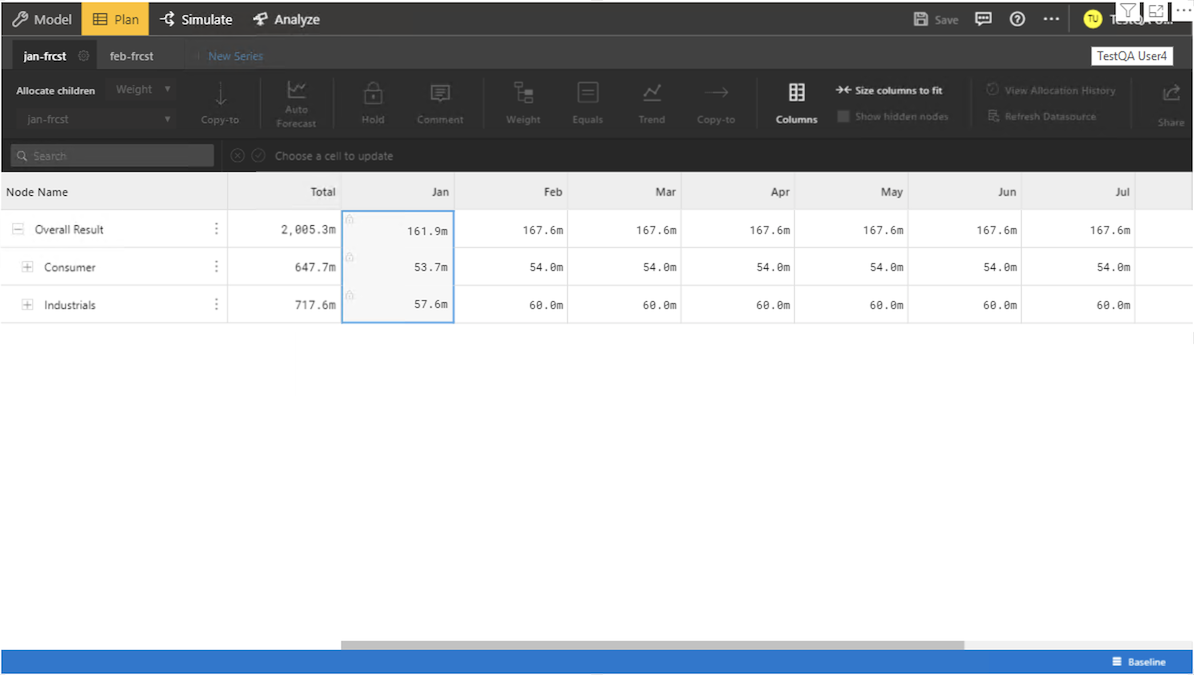 Model Plan Simulate Analyze Save TU
jan-frcst feb-frcst New Series TestQA User4
Allocate children Weight View Allocation History
Size columns to fit
jan-frcst Copy-to Auto Forecast Hold Comment Weight Equals Trend Copy-to Columns Show hidden nodes Refresh Datasource Share
Search Choose a cell to update
Node Name Total Jan Feb Mar Apr May Jun Jul
Overall Result 2,005.3m 161.9m 167.6m 167.6m 167.6m 167.6m 167.6m 167.6m
Consumer 647.7m 53.7m 54.0m 54.0m 54.0m 54.0m 54.0m 54.0m
Industrials 717.6m 57.6m 60.0m 60.0m 60.0m 60.0m 60.0m 60.0m
Baseline